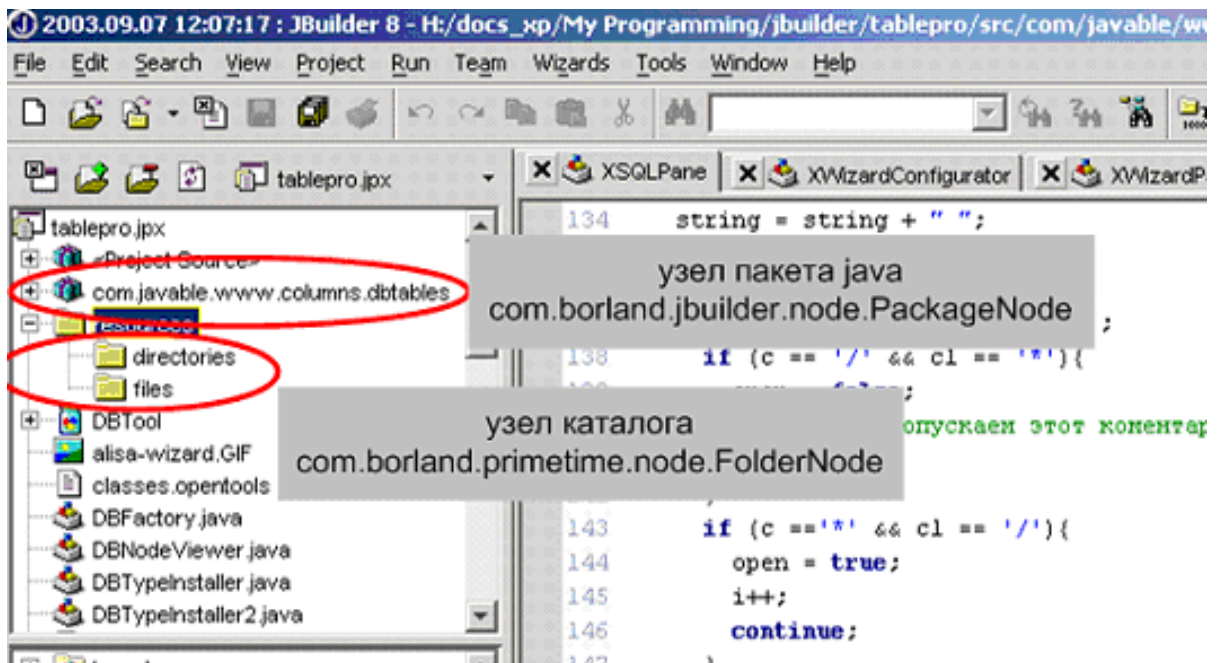 2003.09.07 12:07:17 : JBuilder 8 - H:/docs_xp/My Programming/jbuilder/tablepro/src/com/javable/w
File Edit Search View Project Run Team Wizards Tools Window Help
tablepro.jpx
XSQLPane XWizardConfigurator XWizardP
tablepro.jpx
<Project Source>
com.javable.www.columns.dbtables
resources
directories
files
DBTool
alisa-wizard.GIF
classes.opentools
DBFactory.java
DBNodeViewer.java
DBTypeInstaller.java
DBTypeInstaller2.java
узел пакета java
com.borland.jbuilder.node.PackageNode
узел каталога
com.borland.primetime.node.FolderNode
134 string = string + " ";
;
138 if (c == '/' && cl == '*'){
опускаем этот коментар
143 if (c =='*' && cl == '/'){
144 open = true;
145 i++;
146 continue;
147 }